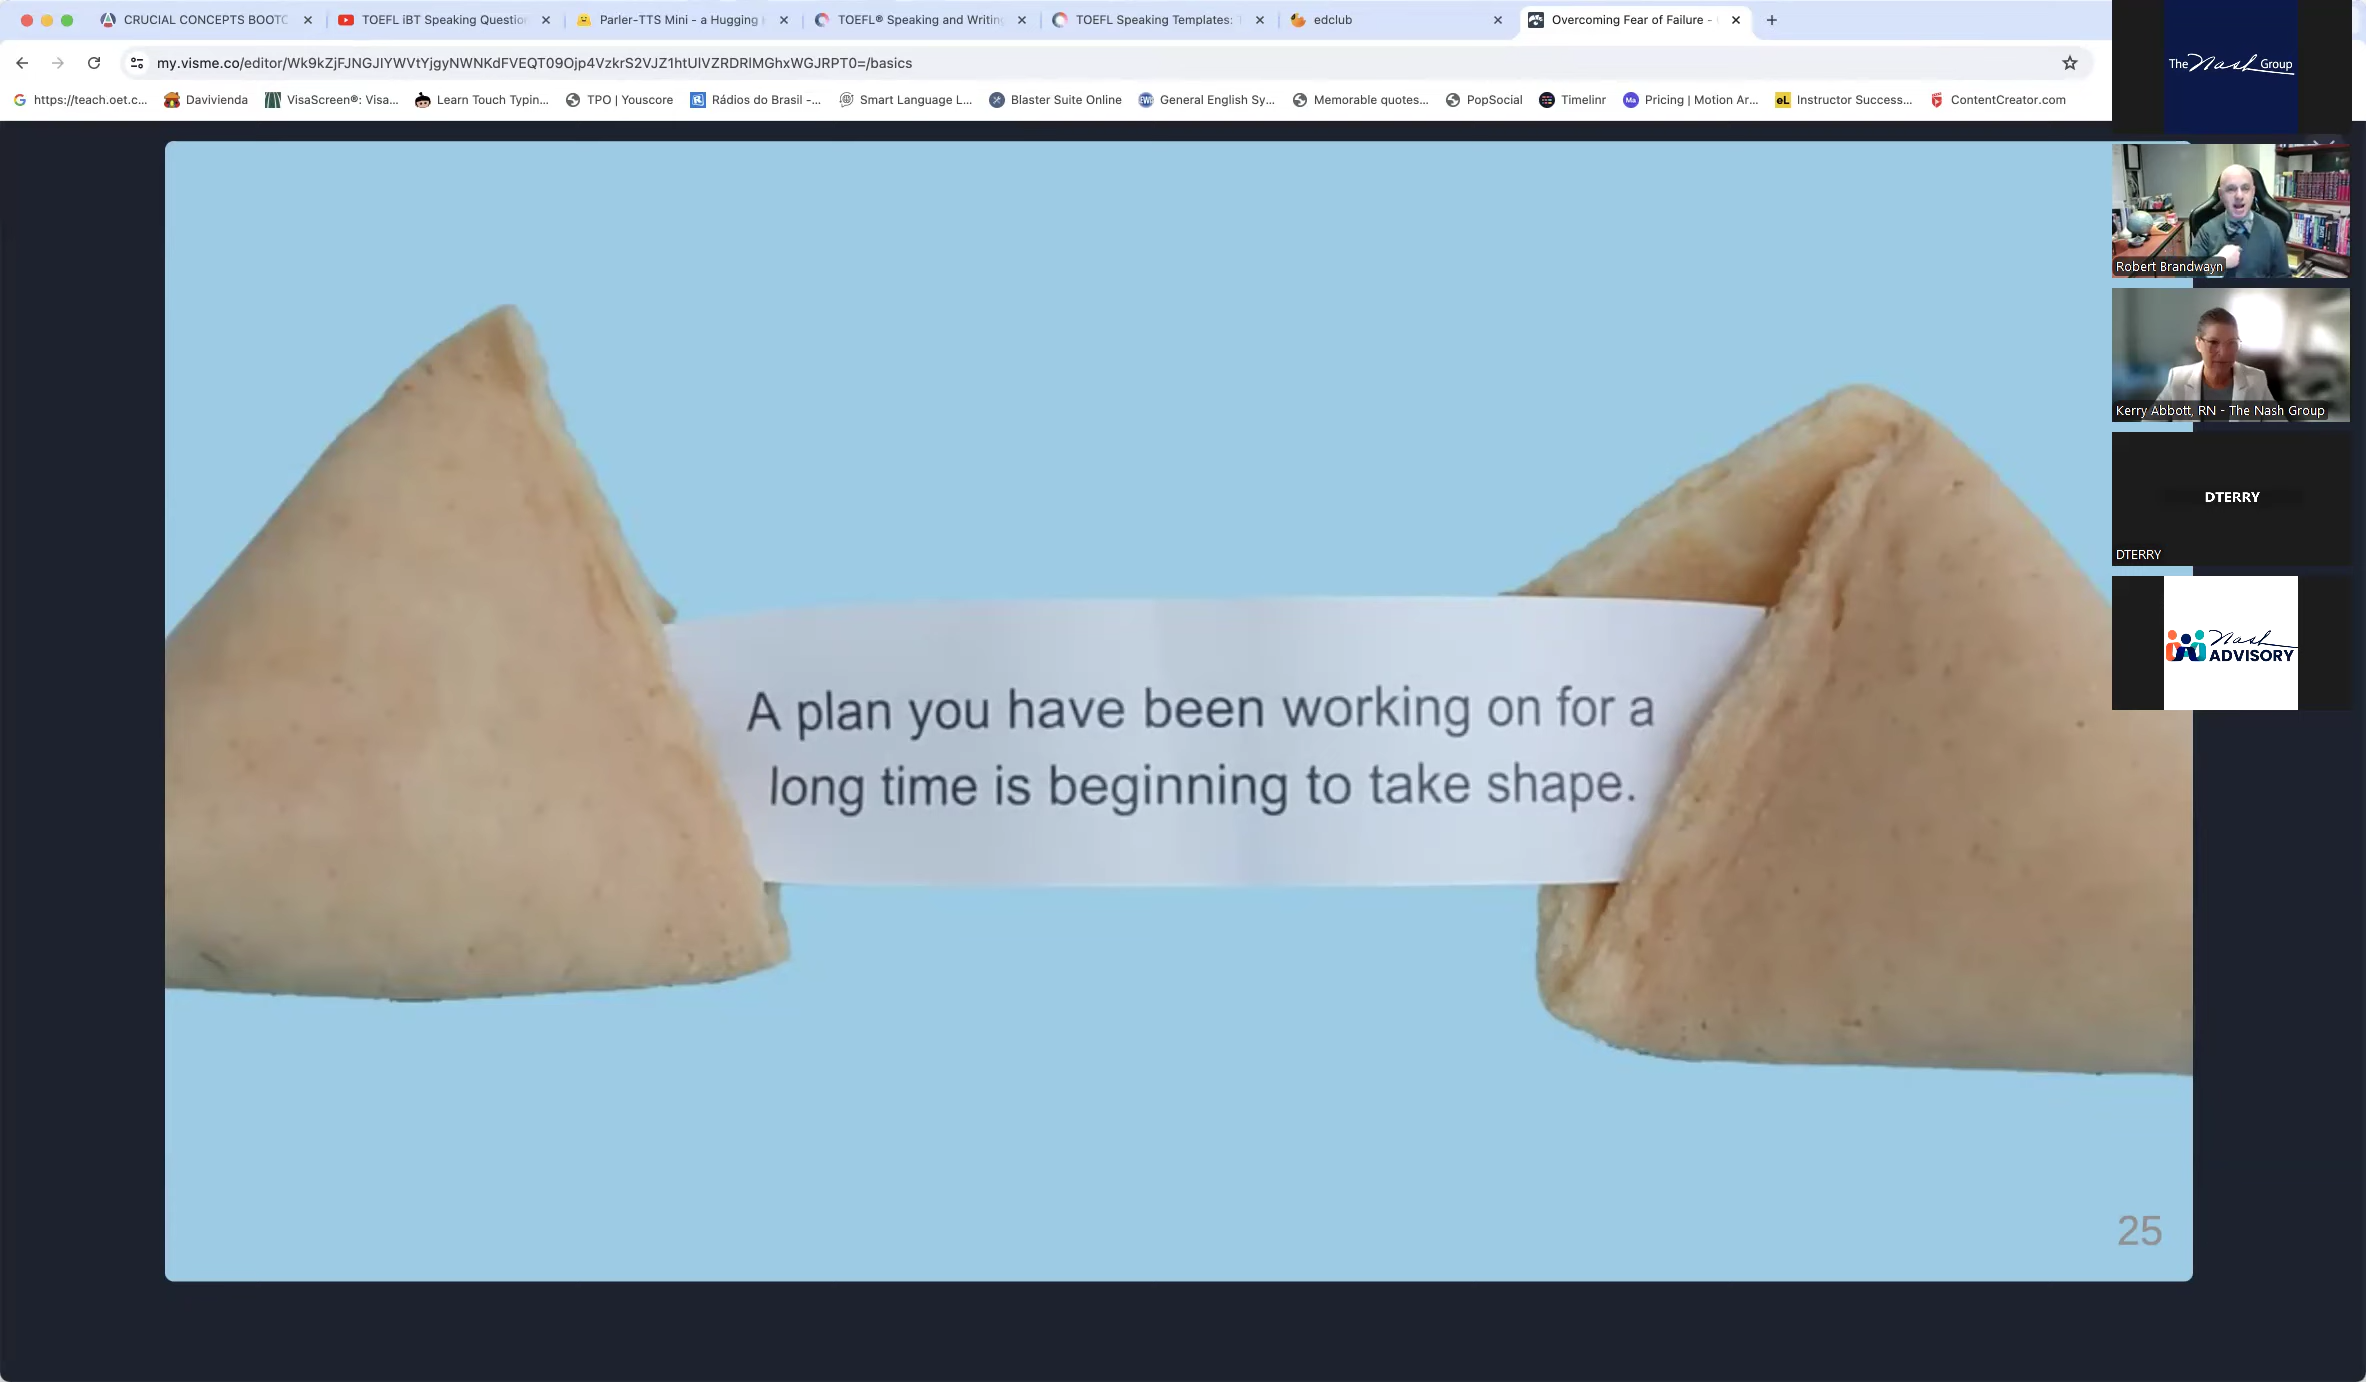 CRUCIAL CONCEPTS BOOTC
TOEFL iBT Speaking Question
Parler-TTS Mini - a Hugging
TOEFL® Speaking and Writing
TOEFL Speaking Templates:
edclub
Overcoming Fear of Failure -
my.visme.co/editor/Wk9kZjFJNGJIYWVtYjgyNWNKdFVEQT09Ojp4VzkrS2VJZ1htUlVZRDRIMGhxWGJRPT0=/basics
https://teach.oet.c...
Davivienda
VisaScreen®: Visa...
Learn Touch Typin...
TPO | Youscore
Rádios do Brasil -...
Smart Language L...
Blaster Suite Online
General English Sy...
Memorable quotes...
PopSocial
Timelinr
Pricing | Motion Ar...
Instructor Success...
ContentCreator.com
The Nash Group
Robert Brandwayn
Kerry Abbott, RN - The Nash Group
DTERRY
DTERRY
Nash
ADVISORY
A plan you have been working on for a
long time is beginning to take shape.
25